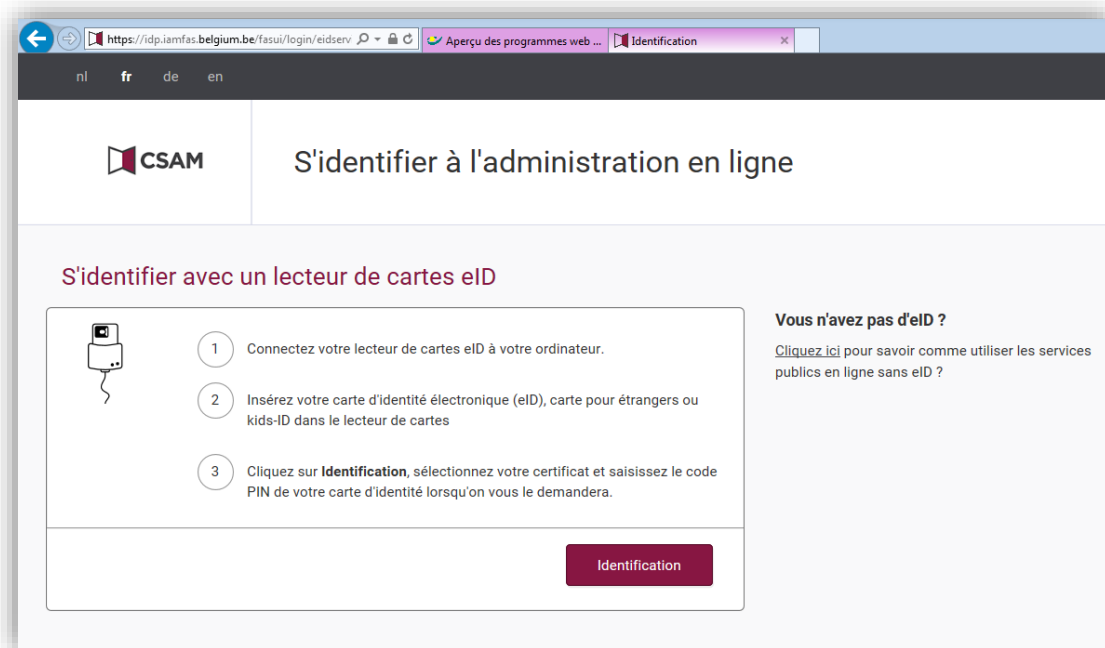 https://idp.iamfas.belgium.be/fasui/login/eidserv
Aperçu des programmes web ...
Identification
nl fr de en
CSAM
S'identifier à l'administration en ligne
S'identifier avec un lecteur de cartes eID
1 Connectez votre lecteur de cartes eID à votre ordinateur.
2 Insérez votre carte d'identité électronique (eID), carte pour étrangers ou
kids-ID dans le lecteur de cartes
3 Cliquez sur Identification, sélectionnez votre certificat et saisissez le code
PIN de votre carte d'identité lorsqu'on vous le demandera.
Identification
Vous n'avez pas d'eID ?
Cliquez ici pour savoir comme utiliser les services
publics en ligne sans eID ?